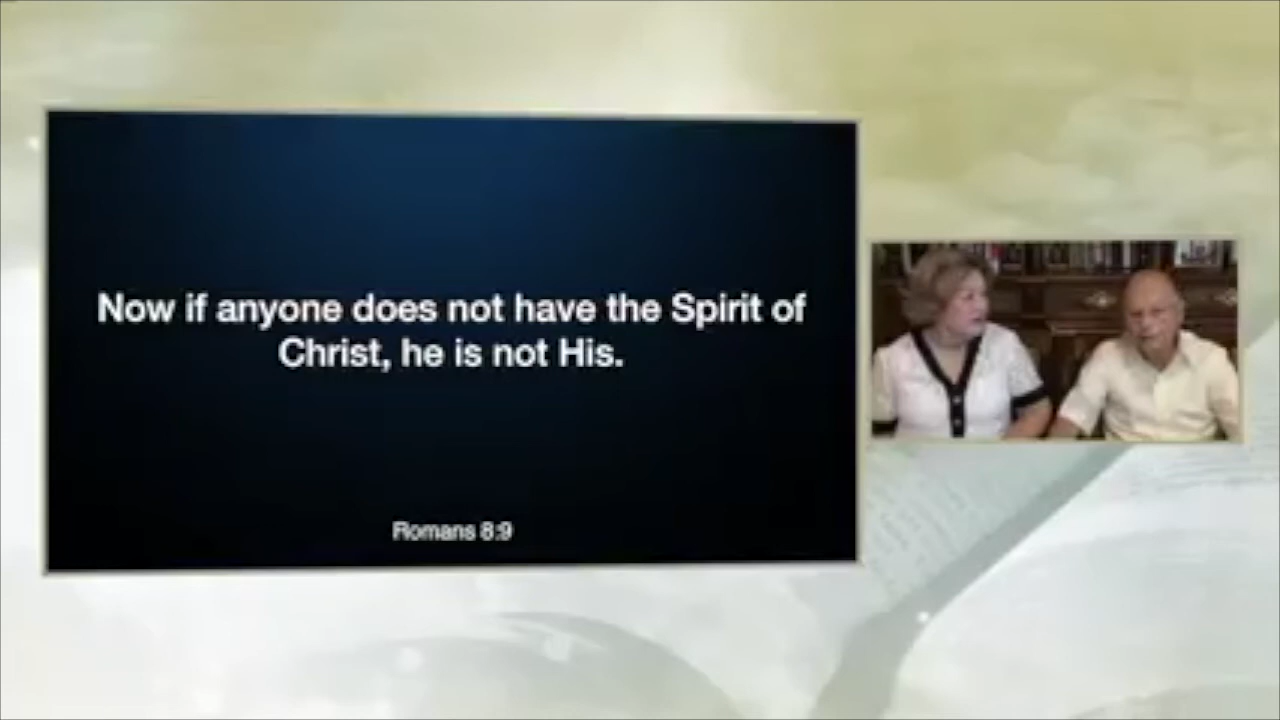 Now if anyone does not have the Spirit of
Christ, he is not His.
Romans 8:9